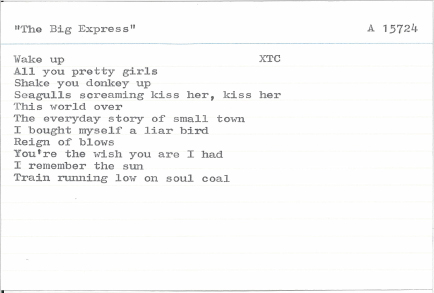 "The Big Express" A 15724
Wake up XTC
All you pretty girls
Shake you donkey up
Seagulls screaming kiss her, kiss her
This world over
The everyday story of small town
I bought myself a liar bird
Reign of blows
You're the wish you are I had
I remember the sun
Train running low on soul coal